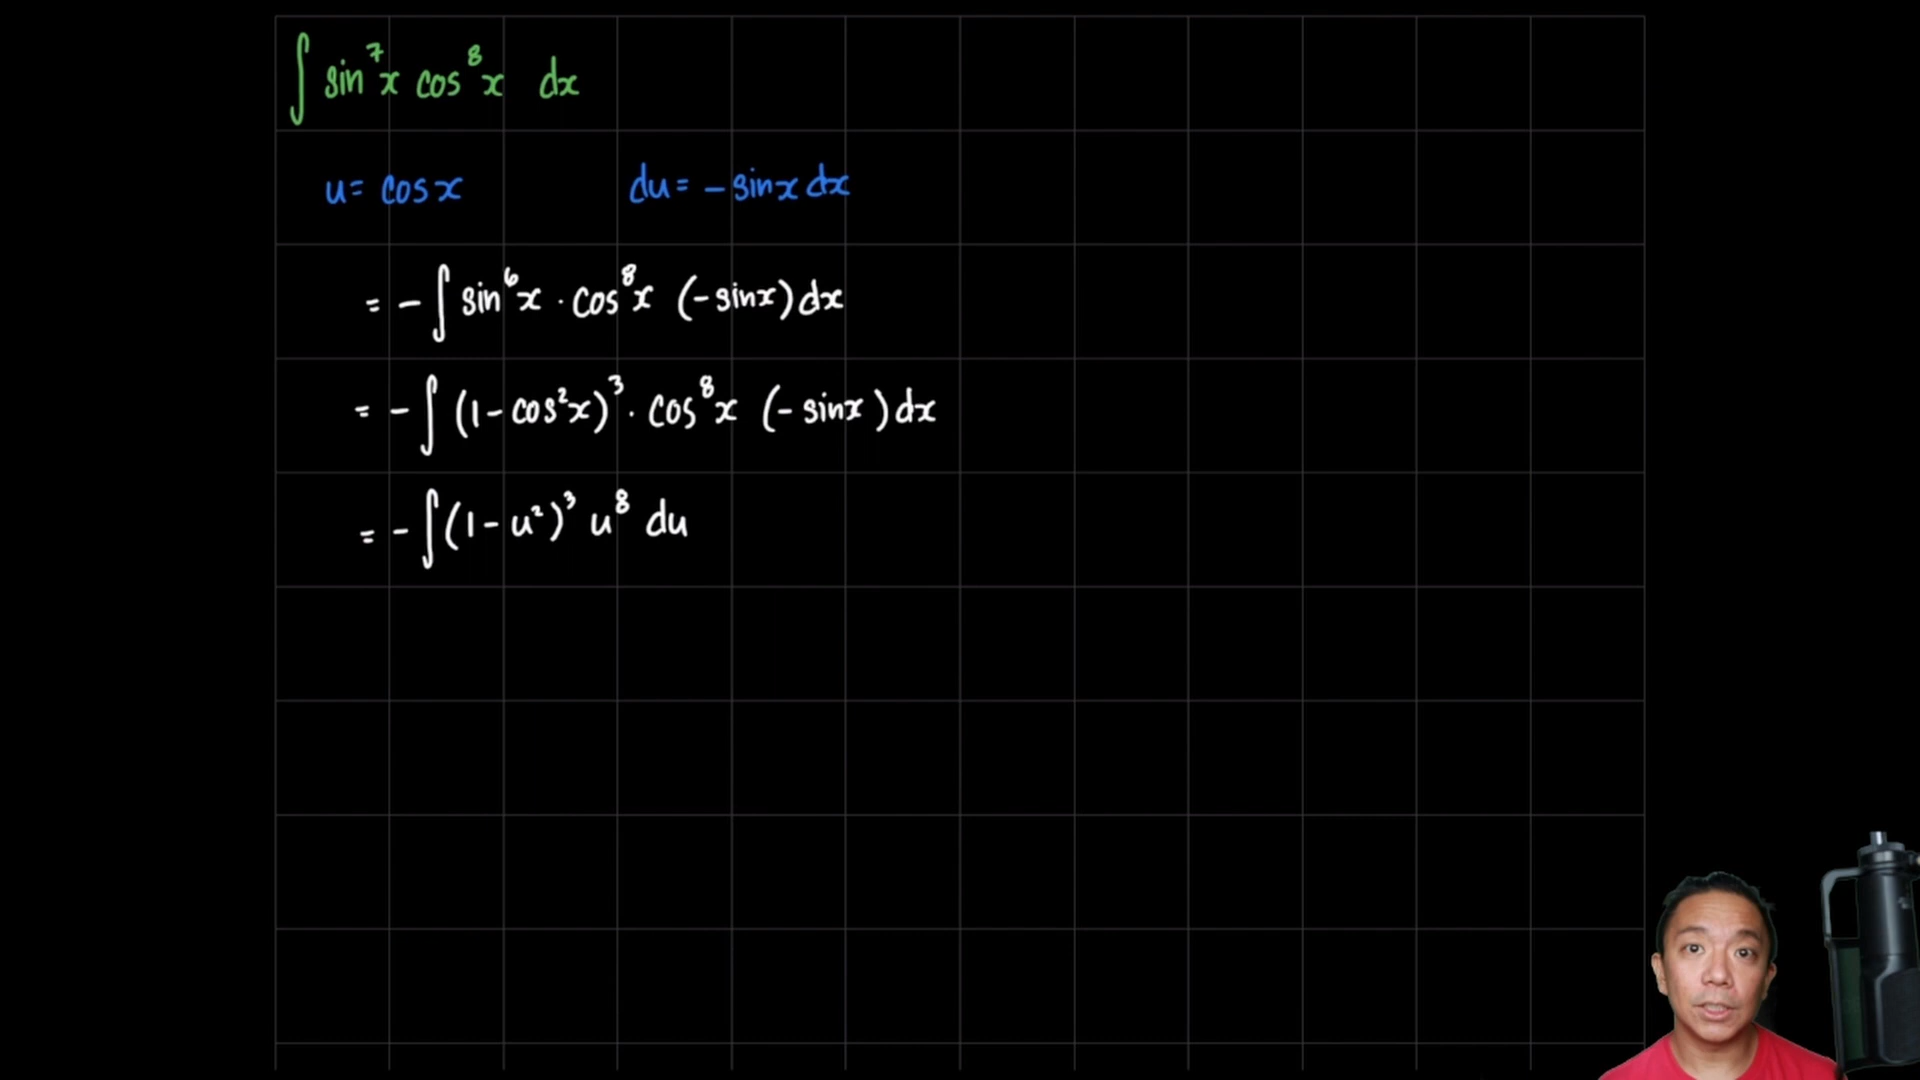 ∫ sin⁷x cos⁸x dx
u = cos x du = − sin x dx
= − ∫ sin⁶x · cos⁸x (− sin x) dx
= − ∫ (1 − cos²x)³ · cos⁸x (− sin x) dx
= − ∫ (1 − u²)³ u⁸ du